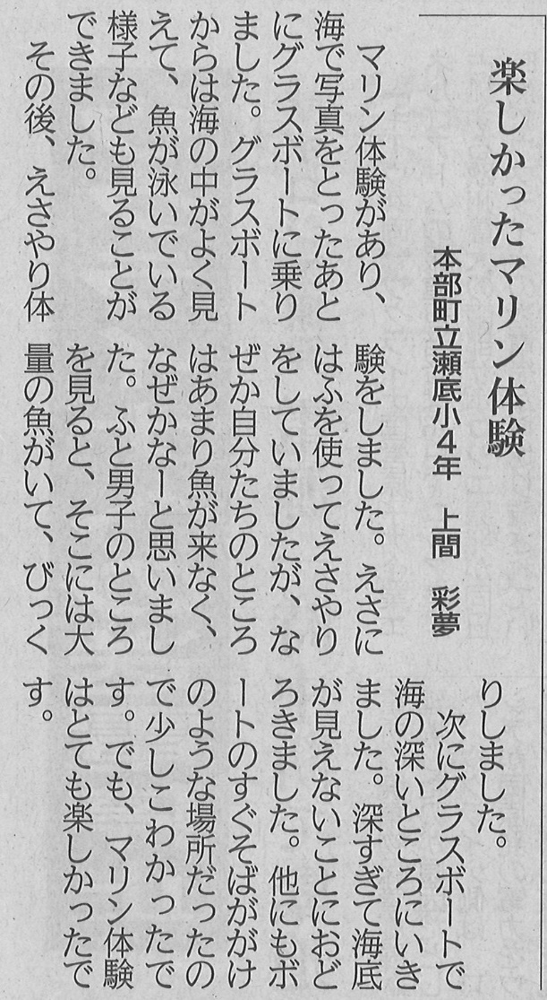 楽しかったマリン体験
本部町立瀬底小4年　上間　彩夢
　マリン体験があり、
海で写真をとったあと
にグラスボートに乗り
ました。グラスボート
からは海の中がよく見
えて、魚が泳いでいる
様子なども見ることが
できました。
　その後、えさやり体
験をしました。えさに
はふを使ってえさやり
をしていましたが、な
ぜか自分たちのところ
はあまり魚が来なく、
なぜかなーと思いまし
た。ふと男子のところ
を見ると、そこには大
量の魚がいて、びっく
りしました。
　次にグラスボートで
海の深いところにいき
ました。深すぎて海底
が見えないことにおど
ろきました。他にもボ
ートのすぐそばがけ
のような場所だったの
で少しこわかったで
す。でも、マリン体験
はとても楽しかったで
す。